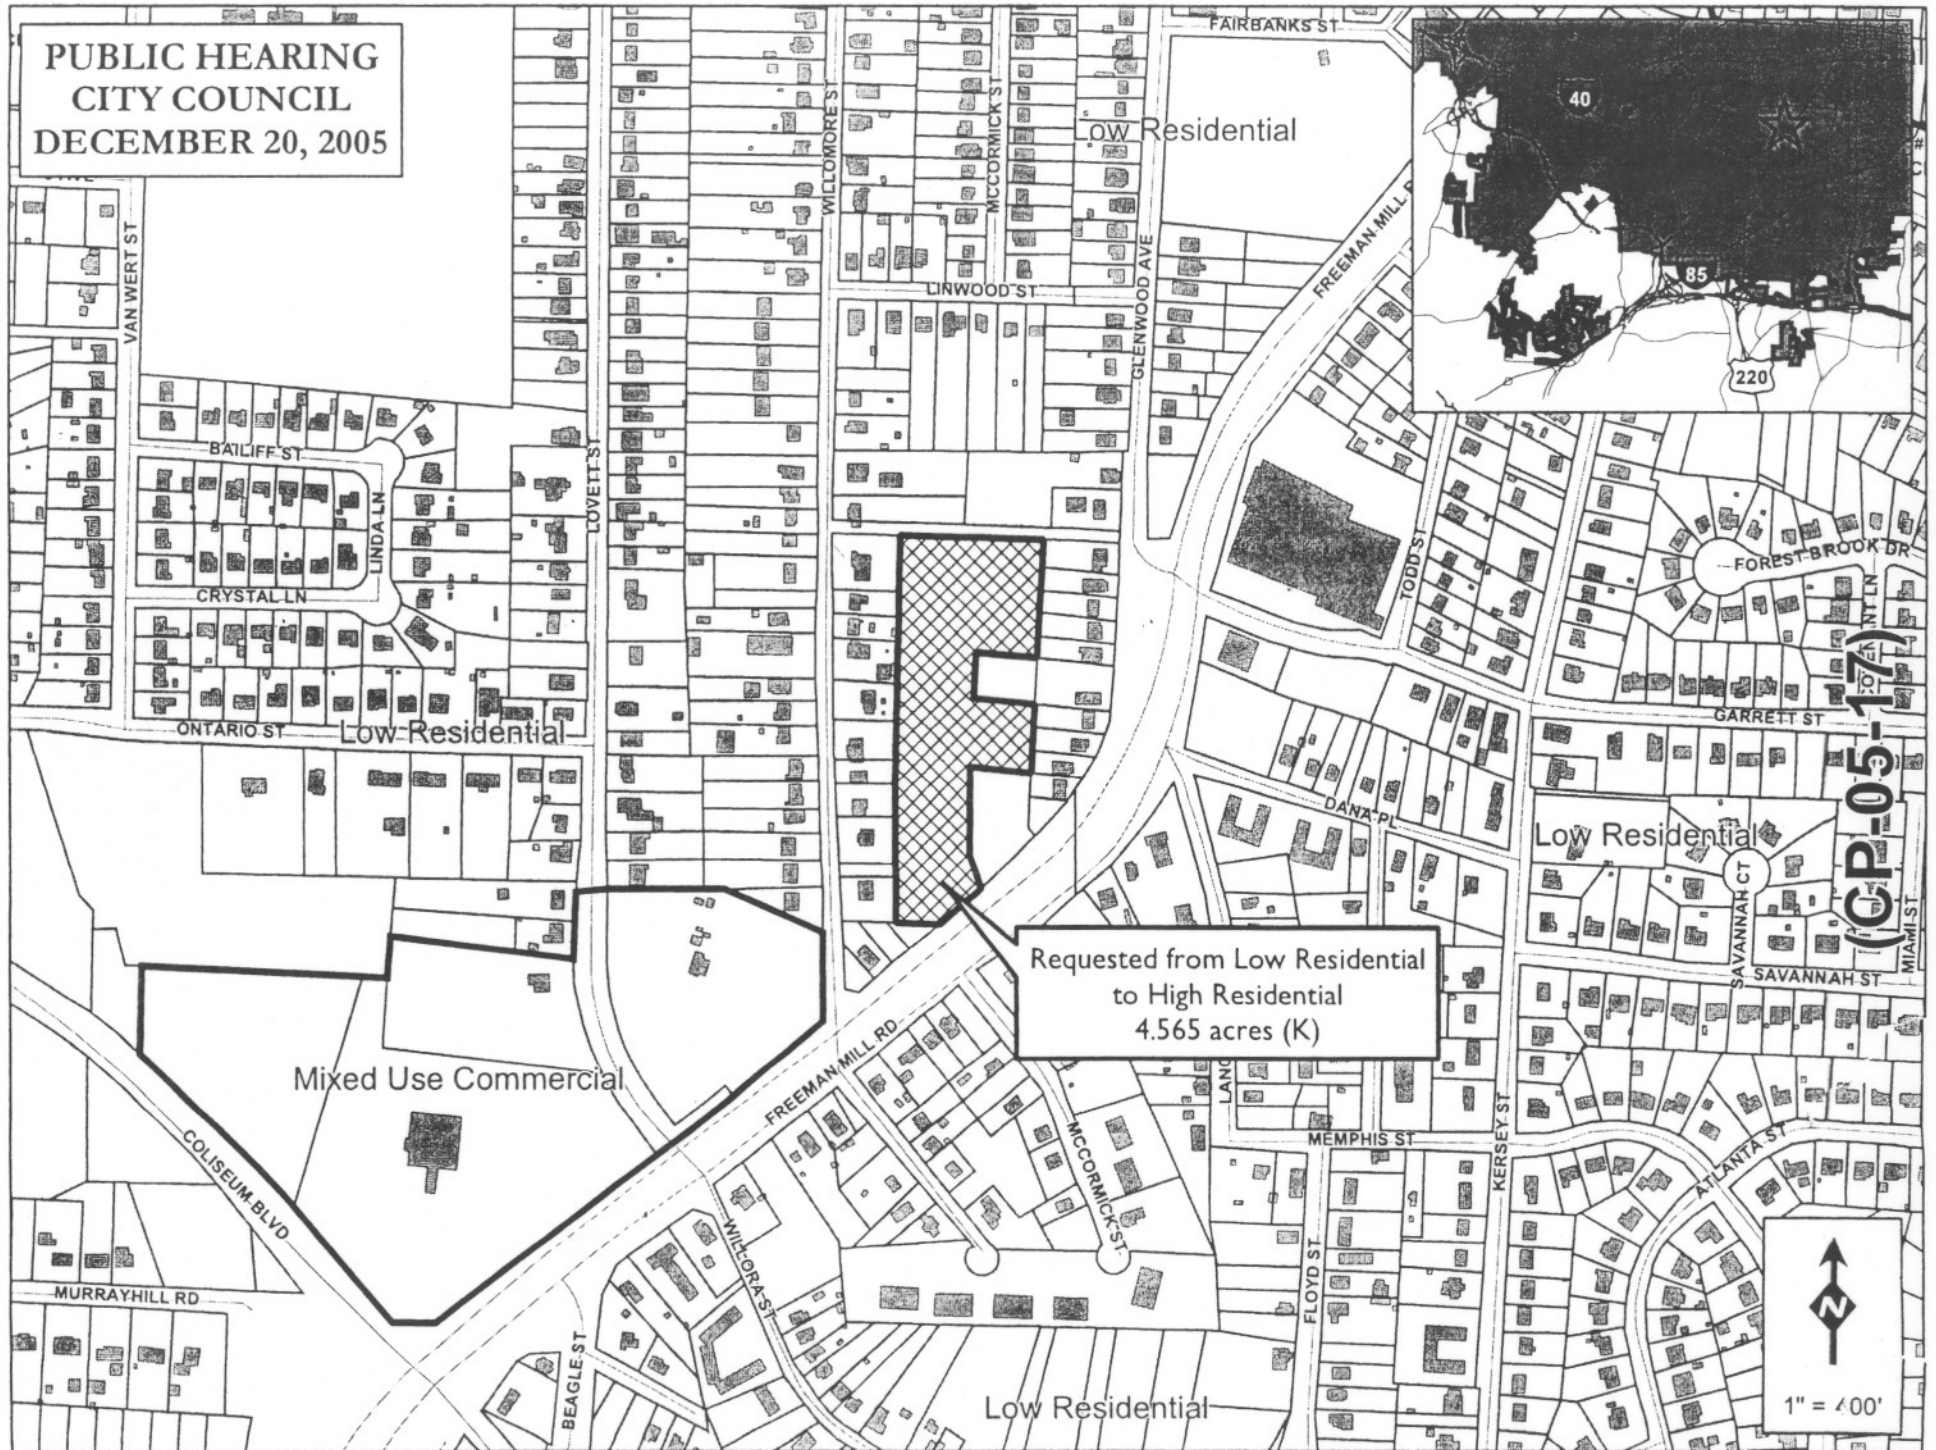 PUBLIC HEARING
CITY COUNCIL
DECEMBER 20, 2005
FAIRBANKS ST
40
85
220
Low Residential
WILLOMORE ST
MCCORMICK ST
VAN WERT ST
LINWOOD ST
GLENWOOD AVE
FREEMAN MILL
BAILIFF ST
LINDA LN
LOVETT ST
CRYSTAL LN
ONTARIO ST
Low Residential
TODD ST
FOREST BROOK DR
GARRETT ST
DANA PL
Low Residential
SAVANNAH CT
SAVANNAH ST
MIAMI ST
(CP-05-17)
Requested from Low Residential
to High Residential
4.565 acres (K)
Mixed Use Commercial
FREEMAN MILL RD
COLISEUM BLVD
MCCORMICK ST
MEMPHIS ST
KERSEY ST
ATLANTA ST
WILLORA ST
FLOYD ST
MURRAYHILL RD
BEAGLE ST
Low Residential
N